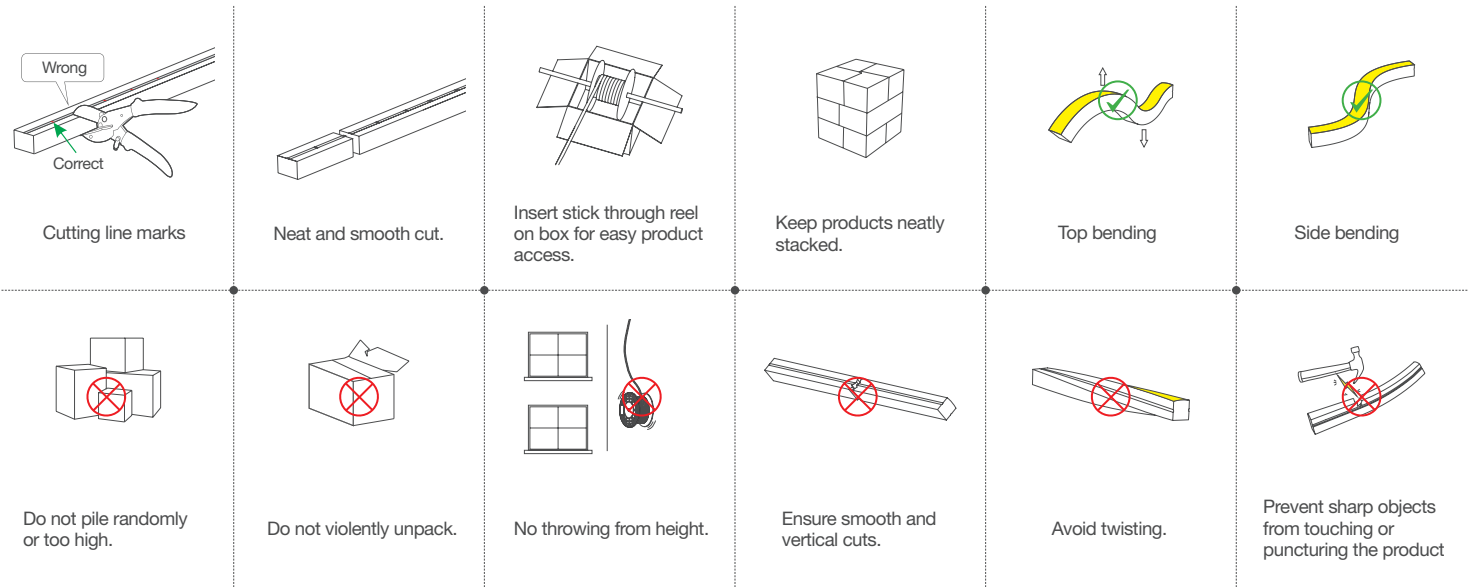 Wrong
Correct
Cutting line marks
Neat and smooth cut.
Insert stick through reel
on box for easy product
access.
Keep products neatly
stacked.
Top bending
Side bending
Do not pile randomly
or too high.
Do not violently unpack.
No throwing from height.
Ensure smooth and
vertical cuts.
Avoid twisting.
Prevent sharp objects
from touching or
puncturing the product